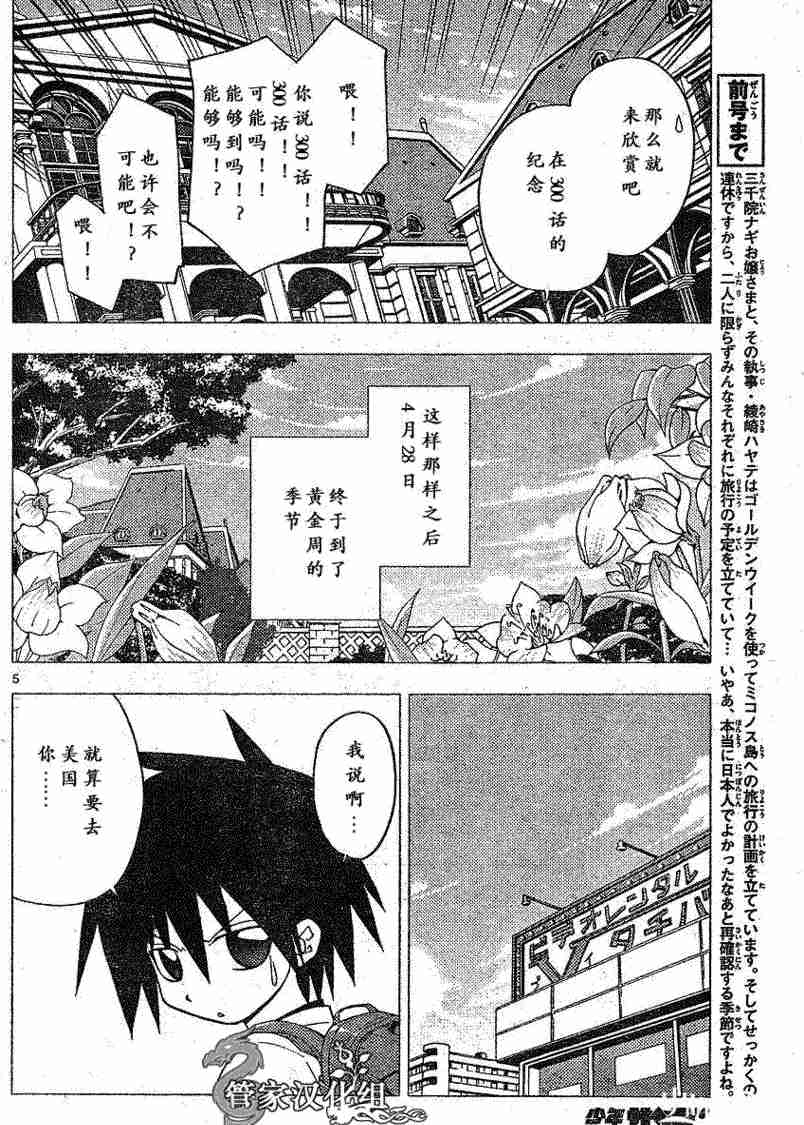 前号まで
三千院ナギお嬢さまと、その執事・綾崎ハヤテはゴールデンウイークを使ってミコノス島への旅行の計画を立てています。そしてせっかくの
連休ですから、二人に限らずみんなそれぞれに旅行の予定を立てていて…いやあ、本当に日本人でよかったなあと再確認する季節ですよね。
那么就
来欣赏吧
在300话的
纪念
喂！！
你说300话！！
300话！！
可能吗！！
能够到吗！？
能够吗！？
也许会不
可能吧！？
喂！！
这样那样之后
4月28日
终于到了
黄金周的
季节
5
ビデオレンタル
Vタチバ
我说啊…
就算要去
美国
你……
管家汉化组